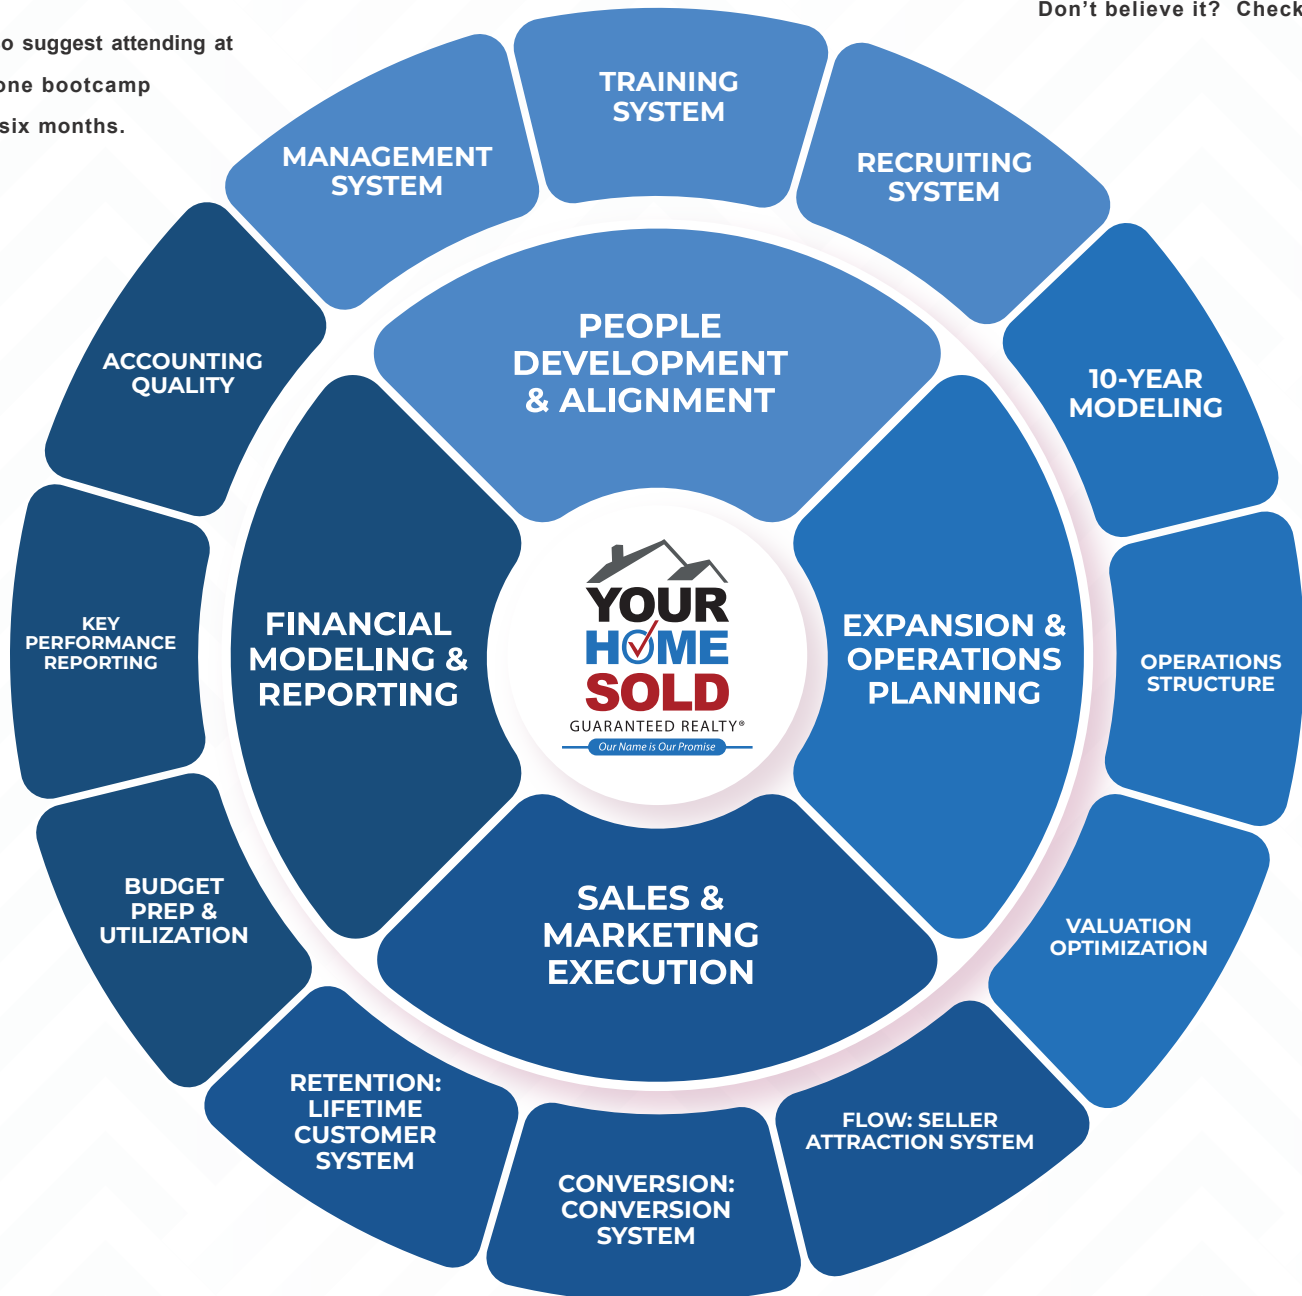 Don’t believe it? Check
o suggest attending at
one bootcamp
six months.
TRAINING
SYSTEM
MANAGEMENT
SYSTEM
RECRUITING
SYSTEM
ACCOUNTING
QUALITY
PEOPLE
DEVELOPMENT
& ALIGNMENT
10-YEAR
MODELING
KEY
PERFORMANCE
REPORTING
FINANCIAL
MODELING &
REPORTING
YOUR
HOME
SOLD
GUARANTEED REALTY®
Our Name is Our Promise
EXPANSION &
OPERATIONS
PLANNING
OPERATIONS
STRUCTURE
BUDGET
PREP &
UTILIZATION
SALES &
MARKETING
EXECUTION
VALUATION
OPTIMIZATION
RETENTION:
LIFETIME
CUSTOMER
SYSTEM
CONVERSION:
CONVERSION
SYSTEM
FLOW: SELLER
ATTRACTION SYSTEM